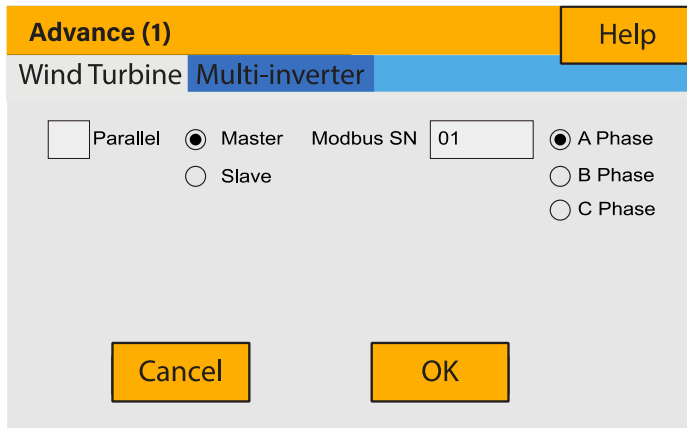 Advance (1)
Help
Wind Turbine Multi-inverter
Parallel Master Modbus SN 01 A Phase
Slave B Phase
C Phase
Cancel OK